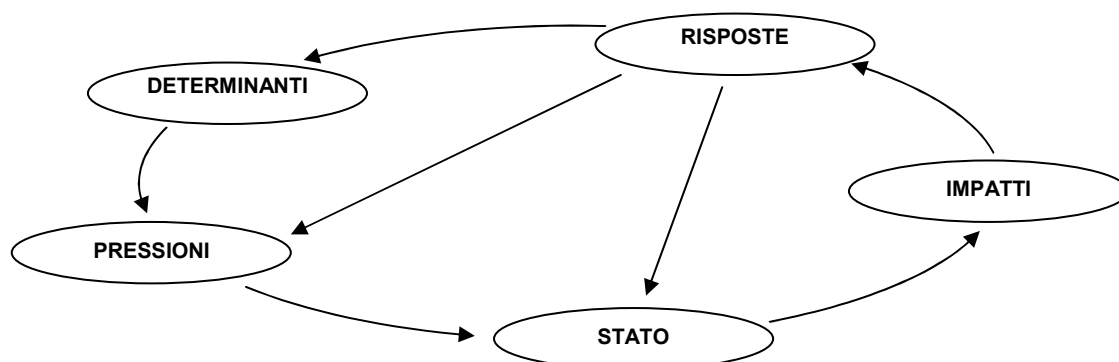 RISPOSTE
DETERMINANTI
IMPATTI
PRESSIONI
STATO